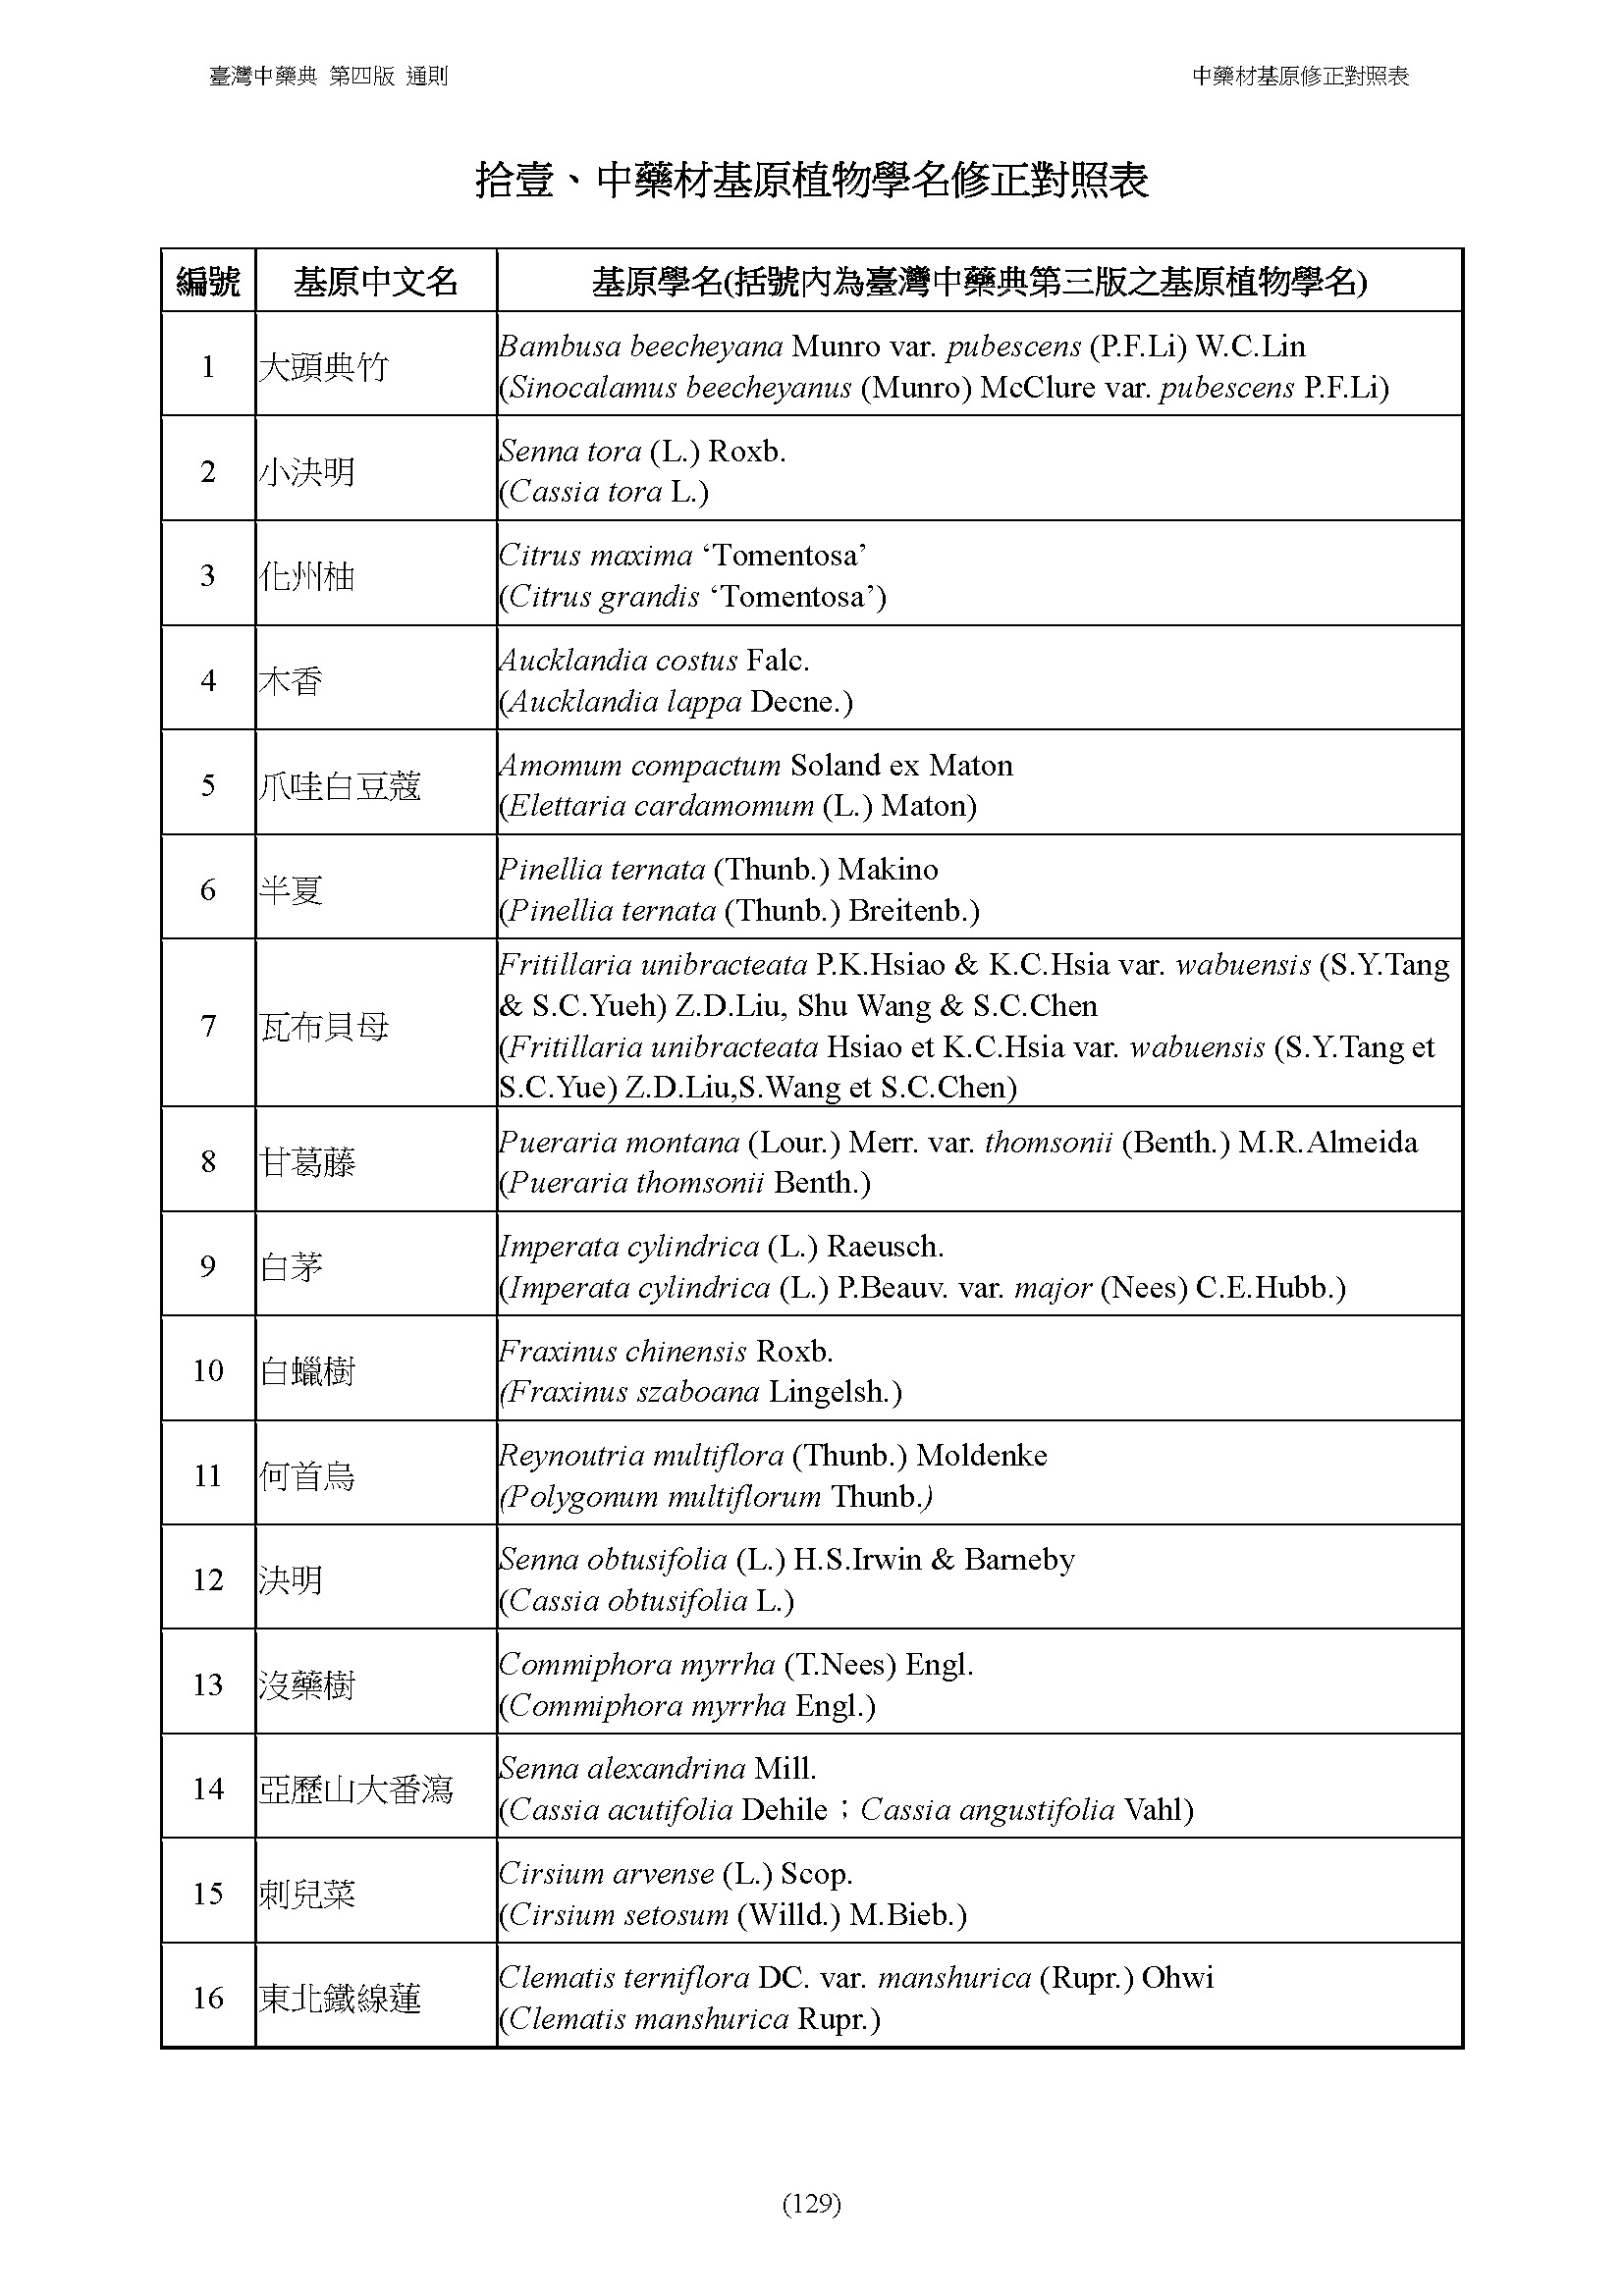 臺灣中藥典 第四版 通則 中藥材基原修正對照表
拾壹、中藥材基原植物學名修正對照表
編號 基原中文名 基原學名(括號內為臺灣中藥典第三版之基原植物學名)
1 大頭典竹 Bambusa beecheyana Munro var. pubescens (P.F.Li) W.C.Lin
(Sinocalamus beecheyanus (Munro) McClure var. pubescens P.F.Li)
2 小決明 Senna tora (L.) Roxb.
(Cassia tora L.)
3 化州柚 Citrus maxima ‘Tomentosa’
(Citrus grandis ‘Tomentosa’)
4 木香 Aucklandia costus Falc.
(Aucklandia lappa Decne.)
5 爪哇白豆蔻 Amomum compactum Soland ex Maton
(Elettaria cardamomum (L.) Maton)
6 半夏 Pinellia ternata (Thunb.) Makino
(Pinellia ternata (Thunb.) Breitenb.)
7 瓦布貝母 Fritillaria unibracteata P.K.Hsiao & K.C.Hsia var. wabuensis (S.Y.Tang
& S.C.Yueh) Z.D.Liu, Shu Wang & S.C.Chen
(Fritillaria unibracteata Hsiao et K.C.Hsia var. wabuensis (S.Y.Tang et
S.C.Yue) Z.D.Liu,S.Wang et S.C.Chen)
8 甘葛藤 Pueraria montana (Lour.) Merr. var. thomsonii (Benth.) M.R.Almeida
(Pueraria thomsonii Benth.)
9 白茅 Imperata cylindrica (L.) Raeusch.
(Imperata cylindrica (L.) P.Beauv. var. major (Nees) C.E.Hubb.)
10 白蠟樹 Fraxinus chinensis Roxb.
(Fraxinus szaboana Lingelsh.)
11 何首烏 Reynoutria multiflora (Thunb.) Moldenke
(Polygonum multiflorum Thunb.)
12 決明 Senna obtusifolia (L.) H.S.Irwin & Barneby
(Cassia obtusifolia L.)
13 沒藥樹 Commiphora myrrha (T.Nees) Engl.
(Commiphora myrrha Engl.)
14 亞歷山大番瀉 Senna alexandrina Mill.
(Cassia acutifolia Dehile；Cassia angustifolia Vahl)
15 刺兒菜 Cirsium arvense (L.) Scop.
(Cirsium setosum (Willd.) M.Bieb.)
16 東北鐵線蓮 Clematis terniflora DC. var. manshurica (Rupr.) Ohwi
(Clematis manshurica Rupr.)
(129)